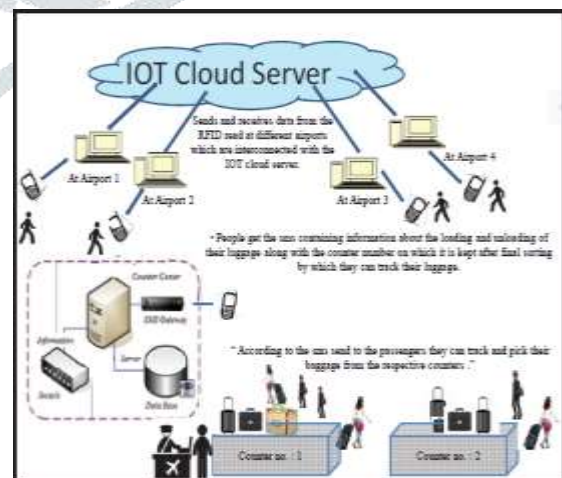 IOT Cloud Server
Sends and receives data from the
RFID read at different airports
which are interconnected with the
IOT cloud server.
At Airport 1
At Airport 2
At Airport 3
At Airport 4
"People get the sms containing information about the loading and unloading of
their luggage along with the counter number on which it is kept after final sorting
by which they can track their luggage.
Counter Center
SMS Gateway
Information
Server
Switch
Data Base
"According to the sms send to the passengers they can track and pick their
baggage from the respective counters ."
Counter no. : 1
Counter no. : 2